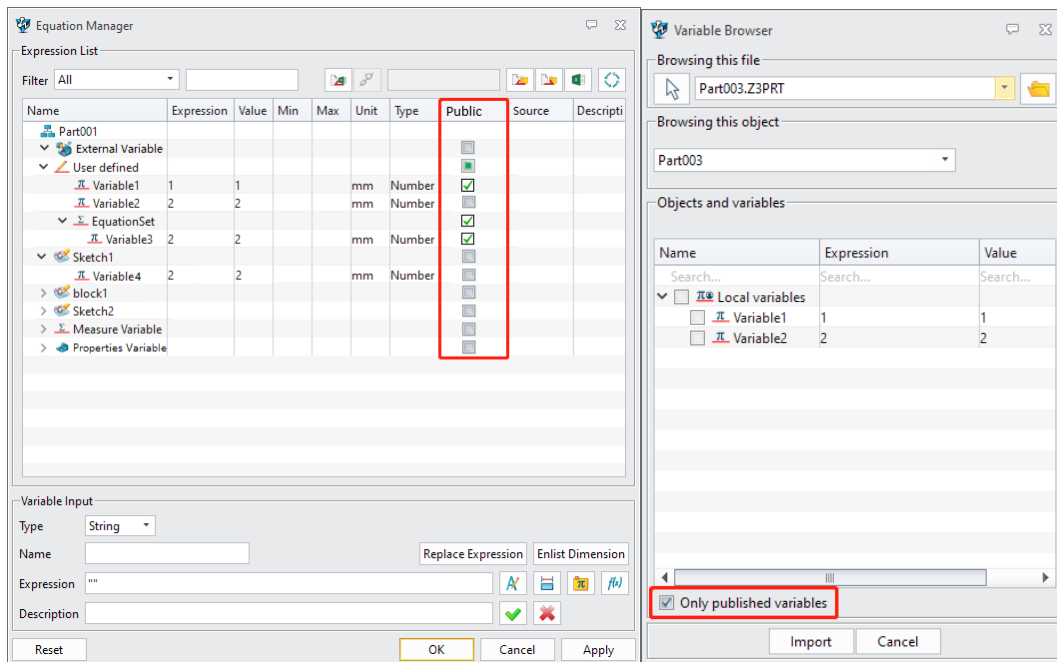 Equation Manager
Expression List
Filter All
Name Expression Value Min Max Unit Type Public Source Descripti
Part001
External Variable
User defined
Variable1 1 1 mm Number
Variable2 2 2 mm Number
EquationSet
Variable3 2 2 mm Number
Sketch1
Variable4 2 2 mm Number
block1
Sketch2
Measure Variable
Properties Variable
Variable Input
Type String
Name Replace Expression Enlist Dimension
Expression "" f(x)
Description
Reset OK Cancel Apply
Variable Browser
Browsing this file
Part003.Z3PRT
Browsing this object
Part003
Objects and variables
Name Expression Value
Search... Search... Search...
Local variables
Variable1 1 1
Variable2 2 2
Only published variables
Import Cancel